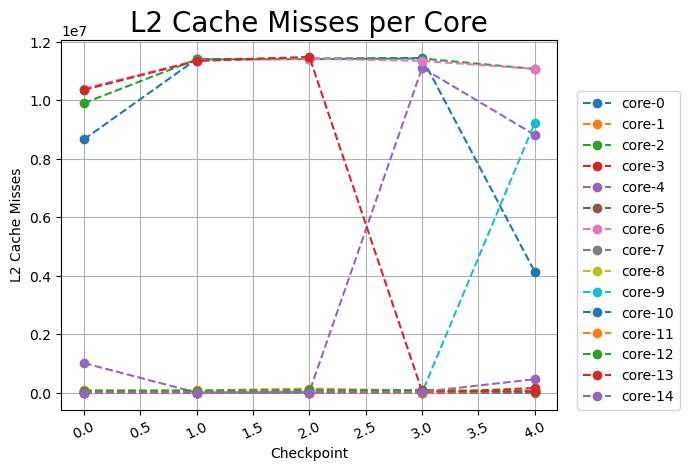 L2 Cache Misses per Core
1e7
1.2
1.0
0.8
0.6
0.4
0.2
0.0
L2 Cache Misses
0.0 0.5 1.0 1.5 2.0 2.5 3.0 3.5 4.0
Checkpoint
core-0
core-1
core-2
core-3
core-4
core-5
core-6
core-7
core-8
core-9
core-10
core-11
core-12
core-13
core-14